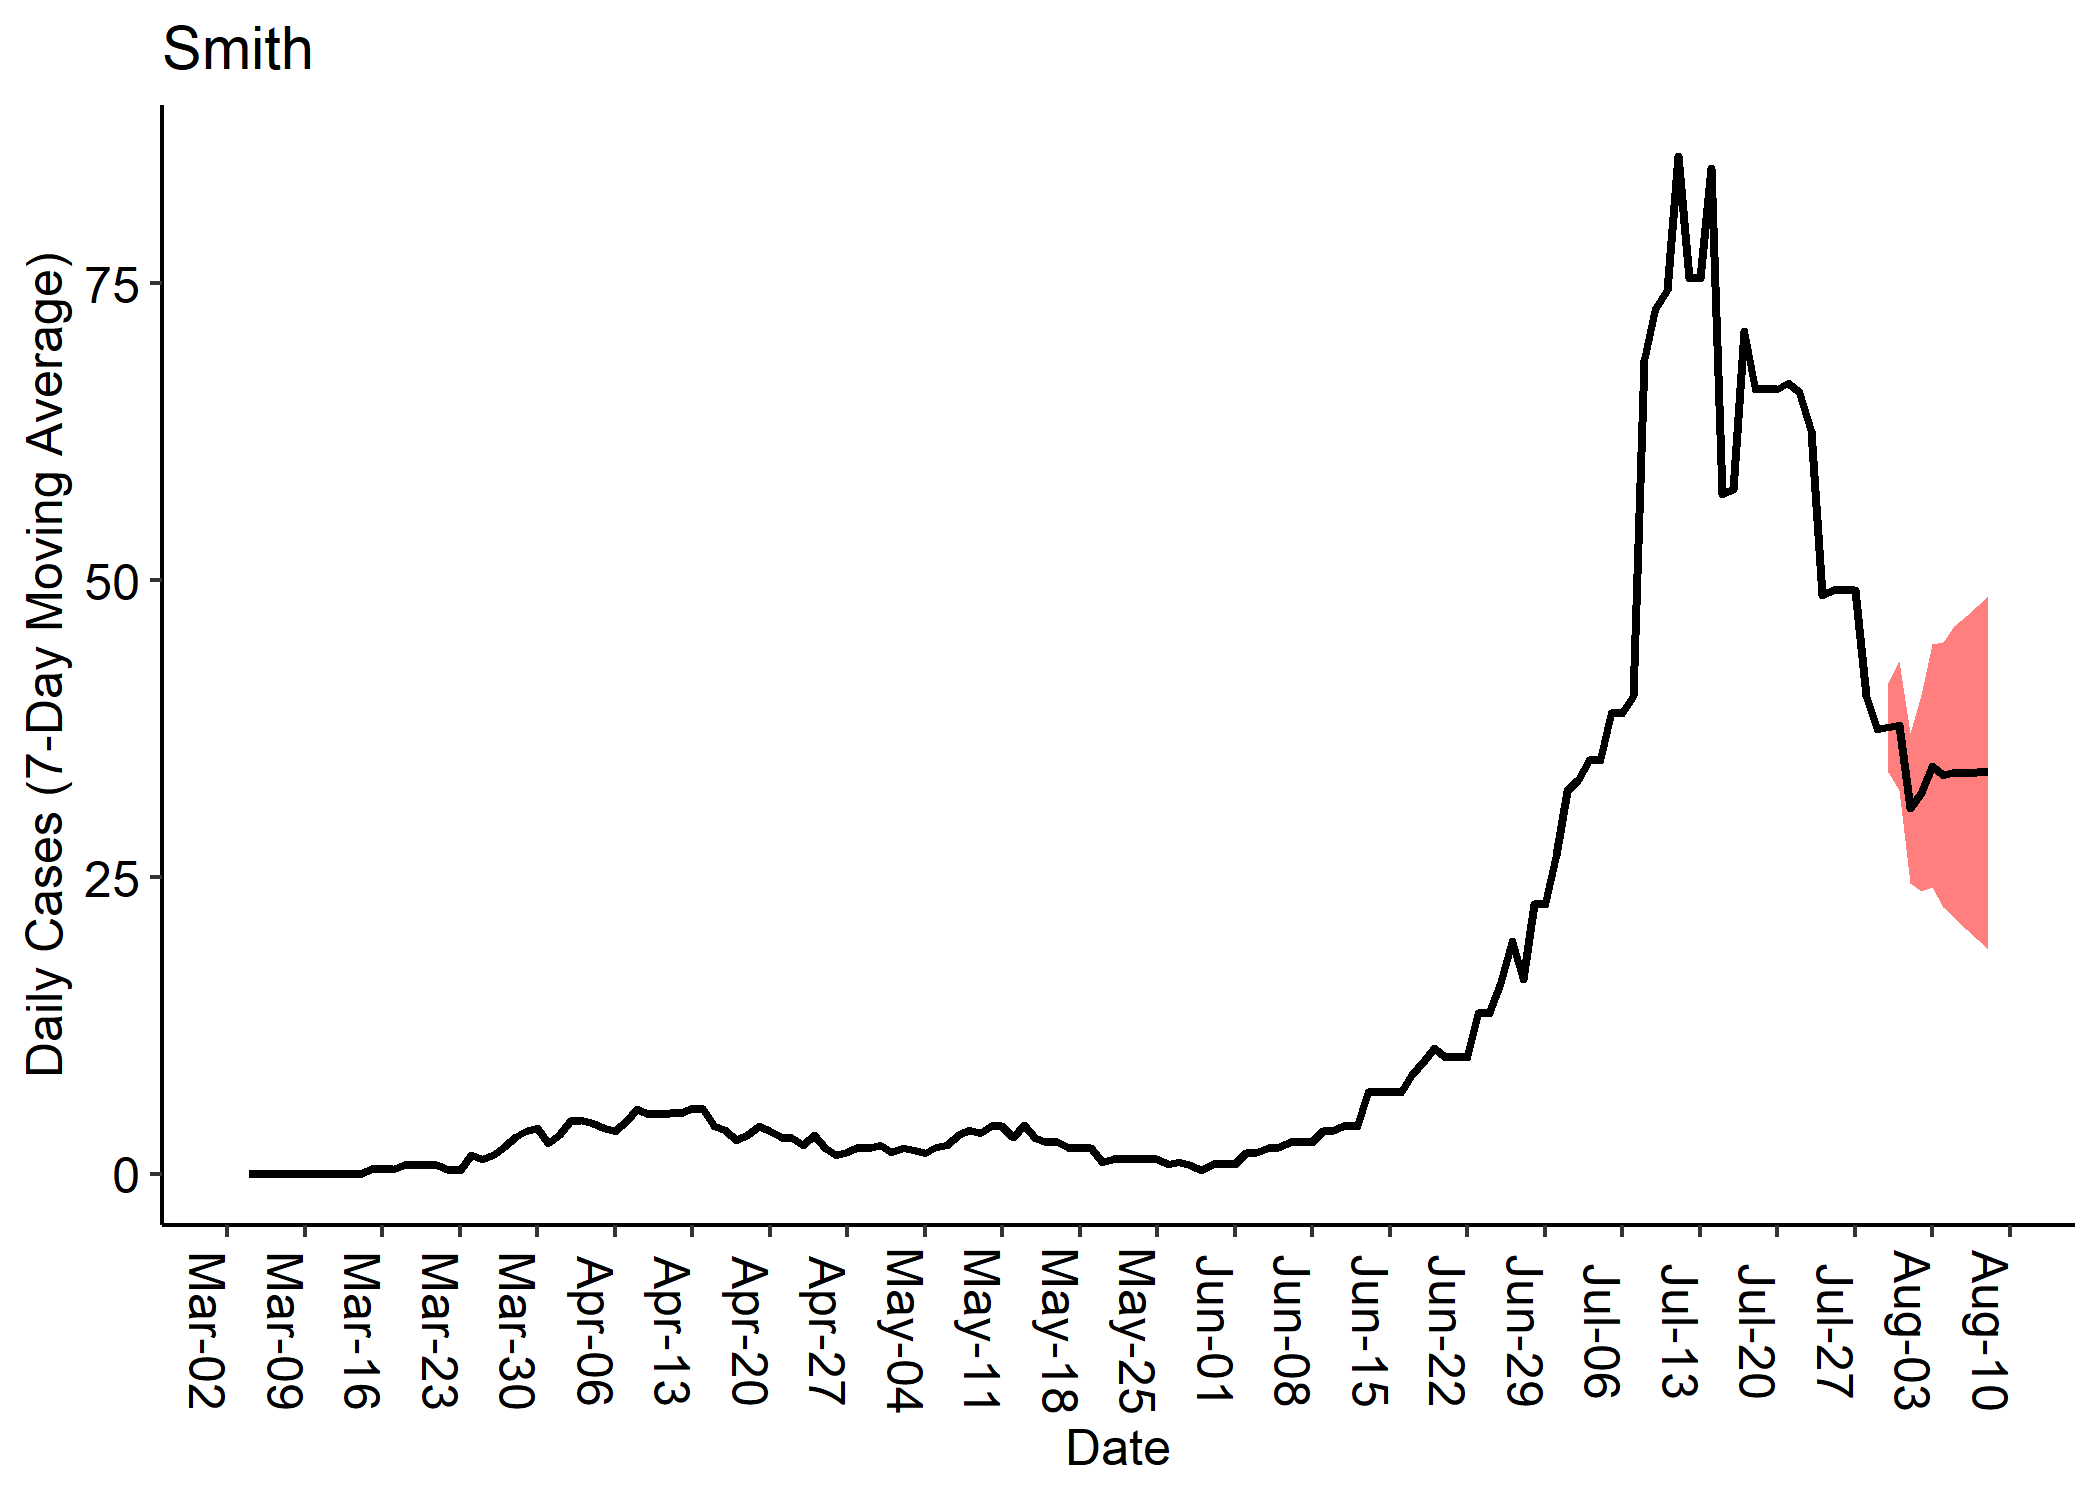 Smith
Daily Cases (7-Day Moving Average)
75
50
25
0
Mar-02
Mar-09
Mar-16
Mar-23
Mar-30
Apr-06
Apr-13
Apr-20
Apr-27
May-04
May-11
May-18
May-25
Jun-01
Jun-08
Jun-15
Jun-22
Jun-29
Jul-06
Jul-13
Jul-20
Jul-27
Aug-03
Aug-10
Date